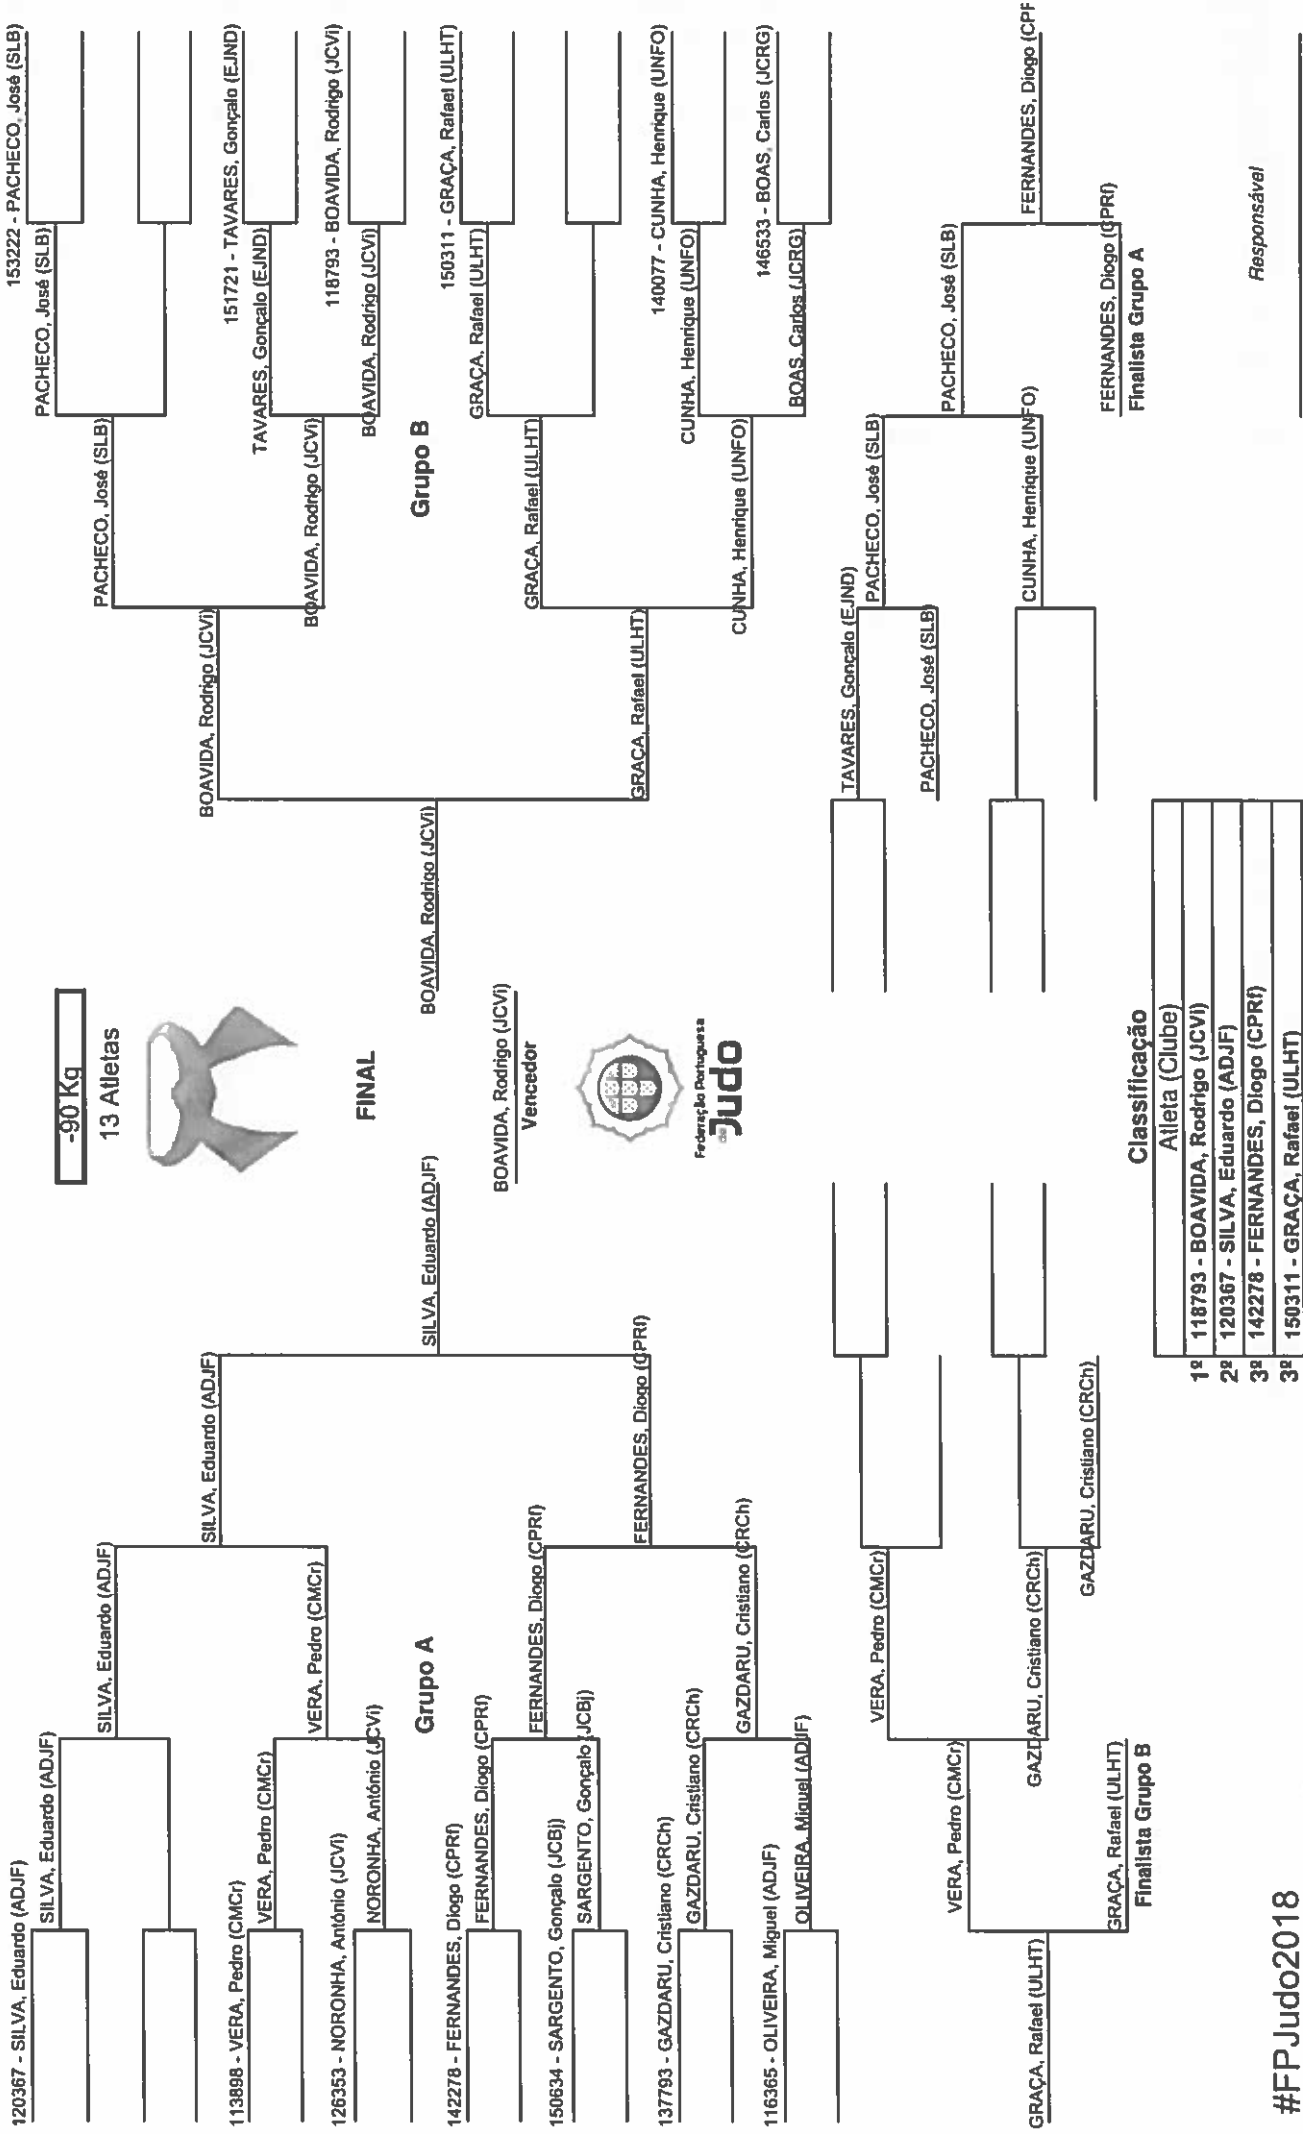 -90 Kg
13 Atletas
FINAL
BOAVIDA, Rodrigo (JCVi)
Vencedor
Federação Portuguesa
de Judo
120367 - SILVA, Eduardo (ADJF)
SILVA, Eduardo (ADJF)
SILVA, Eduardo (ADJF)
SILVA, Eduardo (ADJF)
SILVA, Eduardo (ADJF)
113898 - VERA, Pedro (CMCr)
VERA, Pedro (CMCr)
VERA, Pedro (CMCr)
126353 - NORONHA, António (JCVi)
NORONHA, António (JCVi)
Grupo A
142278 - FERNANDES, Diogo (CPRf)
FERNANDES, Diogo (CPRf)
FERNANDES, Diogo (CPRf)
FERNANDES, Diogo (CPRf)
150634 - SARGENTO, Gonçalo (JCBj)
SARGENTO, Gonçalo (JCBj)
137793 - GAZDARU, Cristiano (CRCh)
GAZDARU, Cristiano (CRCh)
GAZDARU, Cristiano (CRCh)
116365 - OLIVEIRA, Miguel (ADJF)
OLIVEIRA, Miguel (ADJF)
153222 - PACHECO, José (SLB)
PACHECO, José (SLB)
PACHECO, José (SLB)
BOAVIDA, Rodrigo (JCVi)
BOAVIDA, Rodrigo (JCVi)
151721 - TAVARES, Gonçalo (EJND)
TAVARES, Gonçalo (EJND)
BOAVIDA, Rodrigo (JCVi)
118793 - BOAVIDA, Rodrigo (JCVi)
BOAVIDA, Rodrigo (JCVi)
Grupo B
150311 - GRAÇA, Rafael (ULHT)
GRAÇA, Rafael (ULHT)
GRAÇA, Rafael (ULHT)
GRAÇA, Rafael (ULHT)
140077 - CUNHA, Henrique (UNFO)
CUNHA, Henrique (UNFO)
CUNHA, Henrique (UNFO)
146533 - BOAS, Carlos (JCRG)
BOAS, Carlos (JCRG)
VERA, Pedro (CMCr)
VERA, Pedro (CMCr)
GAZDARU, Cristiano (CRCh)
GAZDARU, Cristiano (CRCh)
GRAÇA, Rafael (ULHT)
GRAÇA, Rafael (ULHT)
Finalista Grupo B
TAVARES, Gonçalo (EJND)
PACHECO, José (SLB)
PACHECO, José (SLB)
PACHECO, José (SLB)
CUNHA, Henrique (UNFO)
FERNANDES, Diogo (CPF
FERNANDES, Diogo (CPRf)
Finalista Grupo A
Classificação
Atleta (Clube)
1º 118793 - BOAVIDA, Rodrigo (JCVi)
2º 120367 - SILVA, Eduardo (ADJF)
3º 142278 - FERNANDES, Diogo (CPRf)
3º 150311 - GRAÇA, Rafael (ULHT)
Responsável
#FPJudo2018